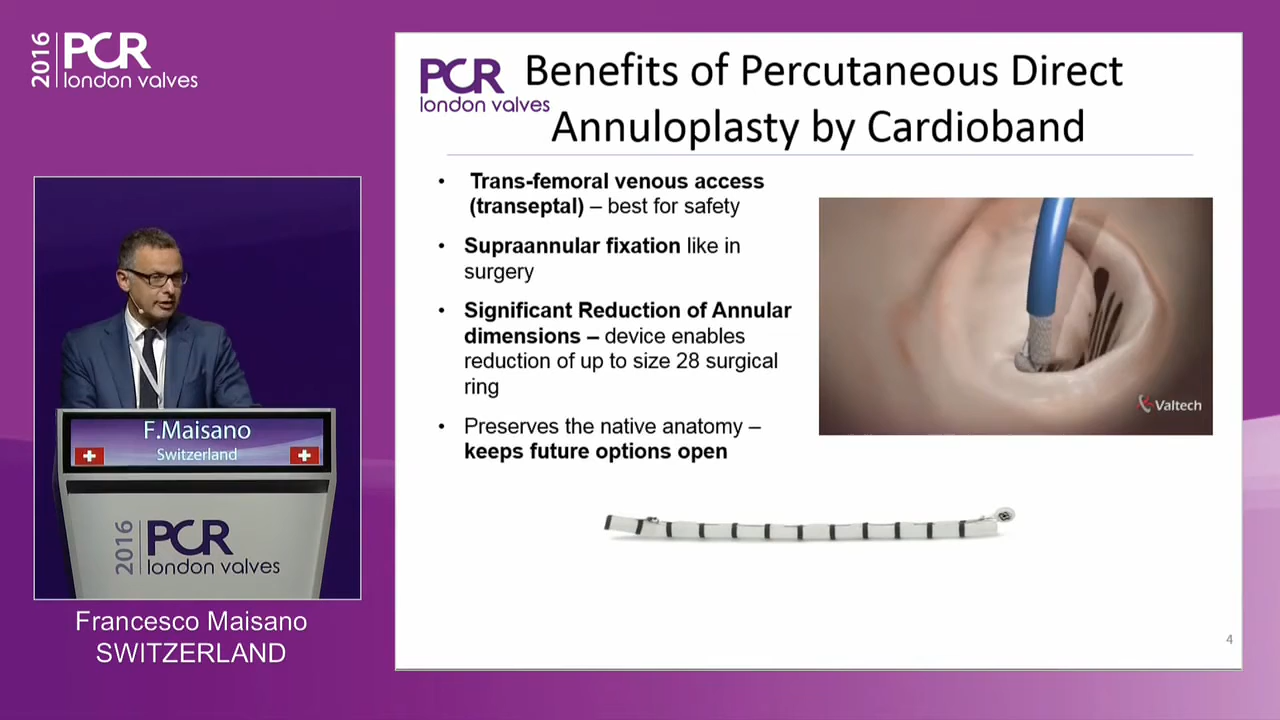 2016
PCR
london valves
PCR
london valves
Benefits of Percutaneous Direct
Annuloplasty by Cardioband
• Trans-femoral venous access
(transeptal) – best for safety
• Supraannular fixation like in
surgery
• Significant Reduction of Annular
dimensions – device enables
reduction of up to size 28 surgical
ring
• Preserves the native anatomy –
keeps future options open
Valtech
4
F.Maisano
Switzerland
2016
PCR
london valves
Francesco Maisano
SWITZERLAND